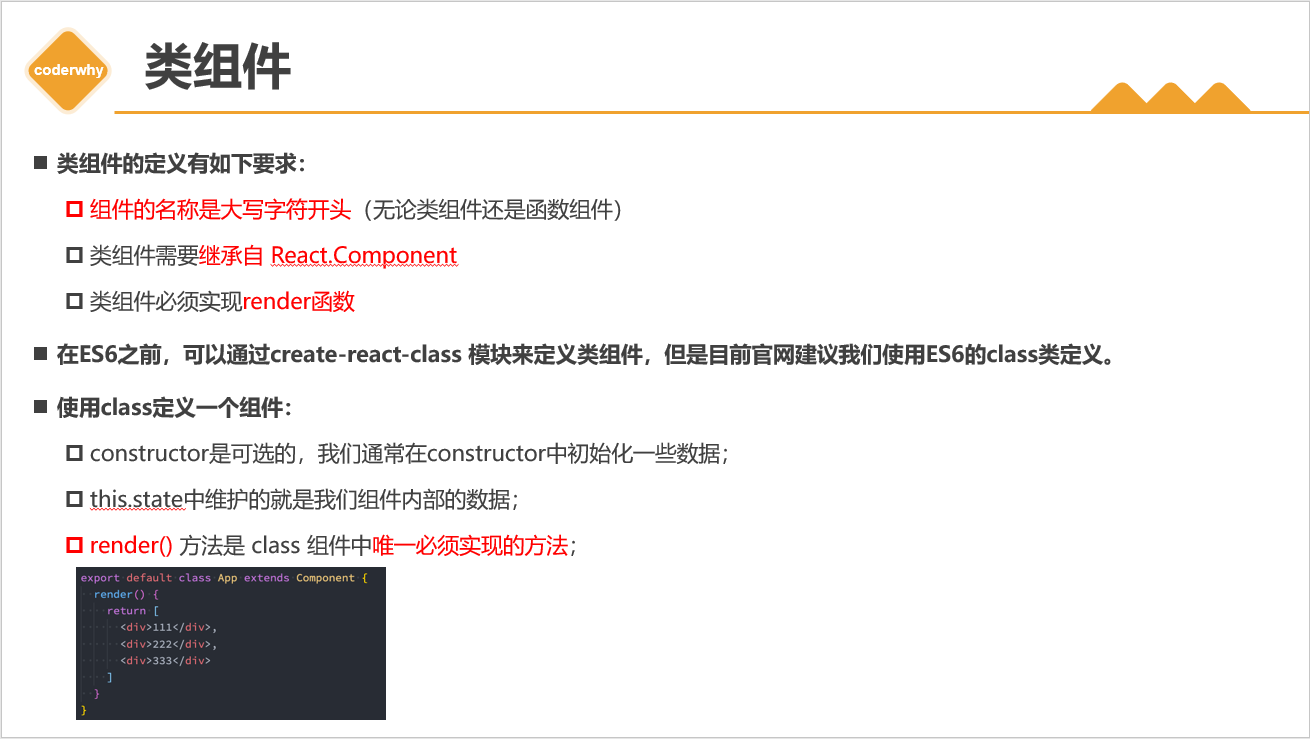 coderwhy
类组件
类组件的定义有如下要求：
组件的名称是大写字符开头（无论类组件还是函数组件）
类组件需要继承自 React.Component
类组件必须实现render函数
在ES6之前，可以通过create-react-class 模块来定义类组件，但是目前官网建议我们使用ES6的class类定义。
使用class定义一个组件：
constructor是可选的，我们通常在constructor中初始化一些数据；
this.state中维护的就是我们组件内部的数据；
render() 方法是 class 组件中唯一必须实现的方法；
export default class App extends Component {
  render() {
    return [
      <div>111</div>,
      <div>222</div>,
      <div>333</div>
    ]
  }
}